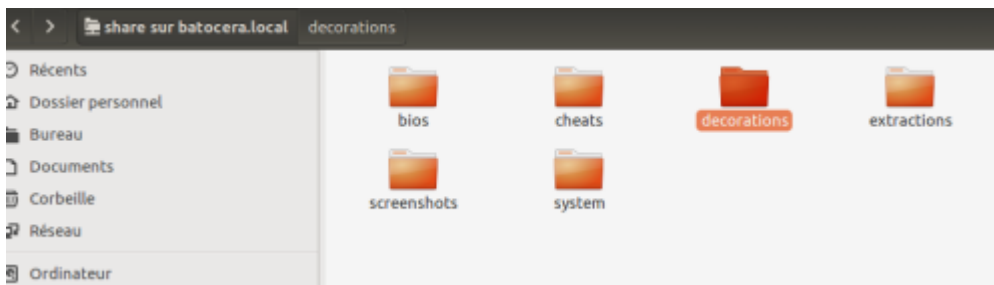 share sur batocera.local decorations
Récents
Dossier personnel
Bureau
Documents
Corbeille
Réseau
Ordinateur
bios cheats decorations extractions
screenshots system